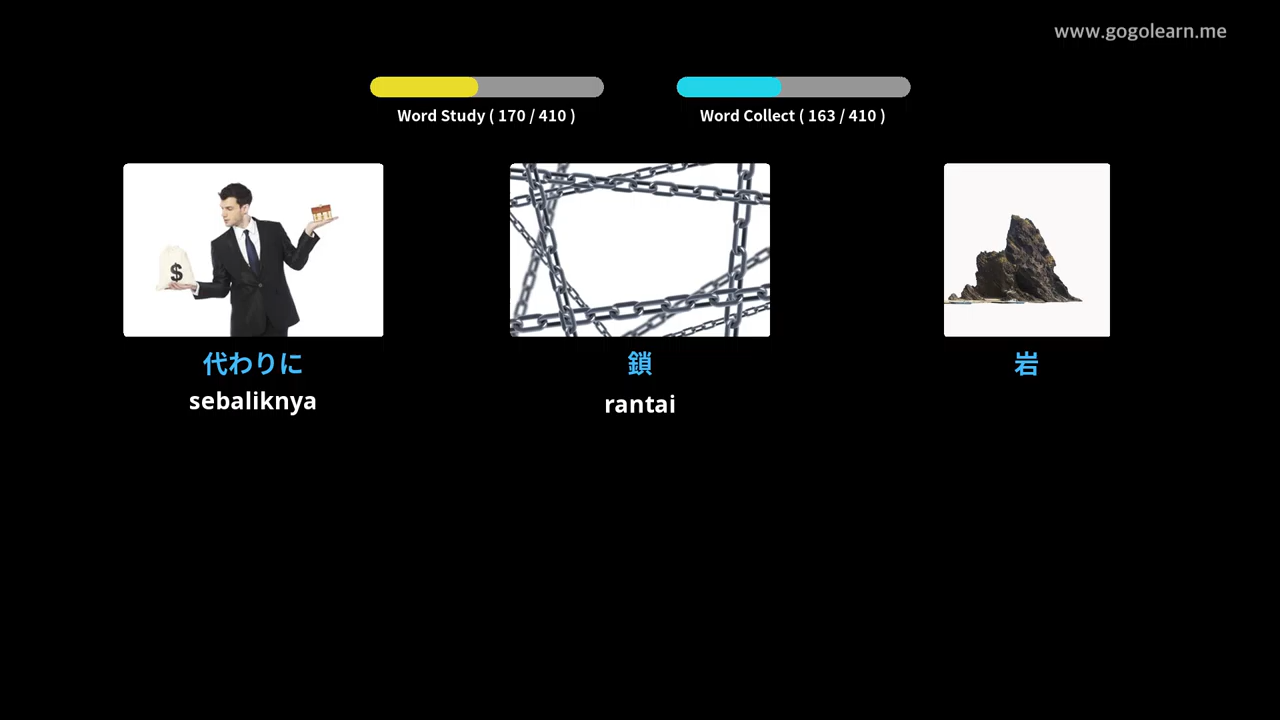 www.gogolearn.me
Word Study ( 170 / 410 )
Word Collect ( 163 / 410 )
$
代わりに
鎖
岩
sebaliknya
rantai